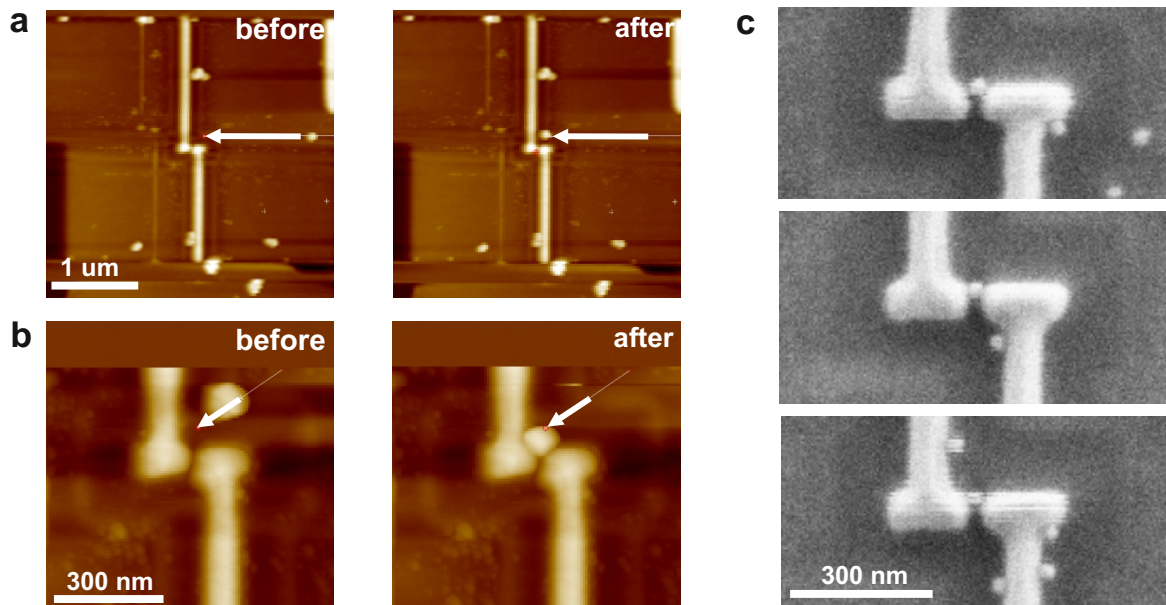 a
before
after
1 um
b
before
after
300 nm
c
300 nm